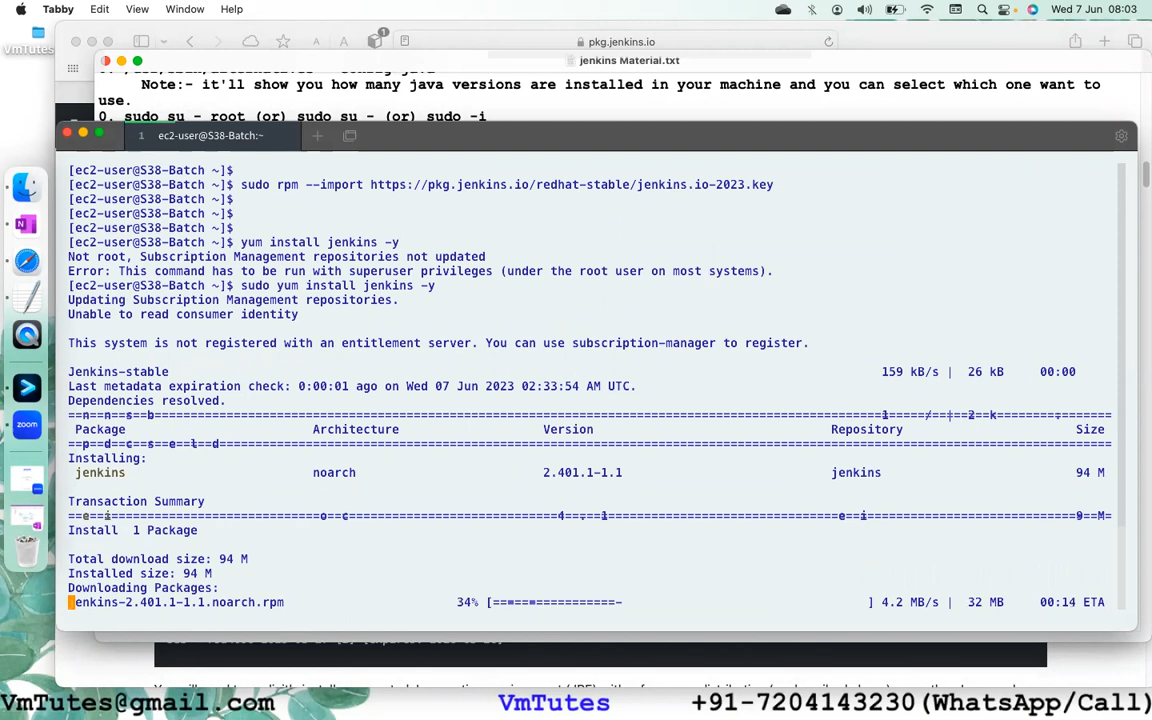 Tabby Edit View Window Help Wed 7 Jun 08:03
VmTutes
1
A A pkg.jenkins.io
jenkins Material.txt
Note:- it'll show you how many java versions are installed in your machine and you can select which one want to
use.
0. sudo su - root (or) sudo su - (or) sudo -i
1 ec2-user@S38-Batch:~
[ec2-user@S38-Batch ~]$
[ec2-user@S38-Batch ~]$ sudo rpm --import https://pkg.jenkins.io/redhat-stable/jenkins.io-2023.key
[ec2-user@S38-Batch ~]$
[ec2-user@S38-Batch ~]$
[ec2-user@S38-Batch ~]$
[ec2-user@S38-Batch ~]$ yum install jenkins -y
Not root, Subscription Management repositories not updated
Error: This command has to be run with superuser privileges (under the root user on most systems).
[ec2-user@S38-Batch ~]$ sudo yum install jenkins -y
Updating Subscription Management repositories.
Unable to read consumer identity
This system is not registered with an entitlement server. You can use subscription-manager to register.
Jenkins-stable 159 kB/s | 26 kB 00:00
Last metadata expiration check: 0:00:01 ago on Wed 07 Jun 2023 02:33:54 AM UTC.
Dependencies resolved.
Package Architecture Version Repository Size
Installing:
jenkins noarch 2.401.1-1.1 jenkins 94 M
Transaction Summary
Install 1 Package
Total download size: 94 M
Installed size: 94 M
Downloading Packages:
enkins-2.401.1-1.1.noarch.rpm 34% [==================- ] 4.2 MB/s | 32 MB 00:14 ETA
zoom
VmTutes@gmail.com VmTutes +91-7204143230(WhatsApp/Call)